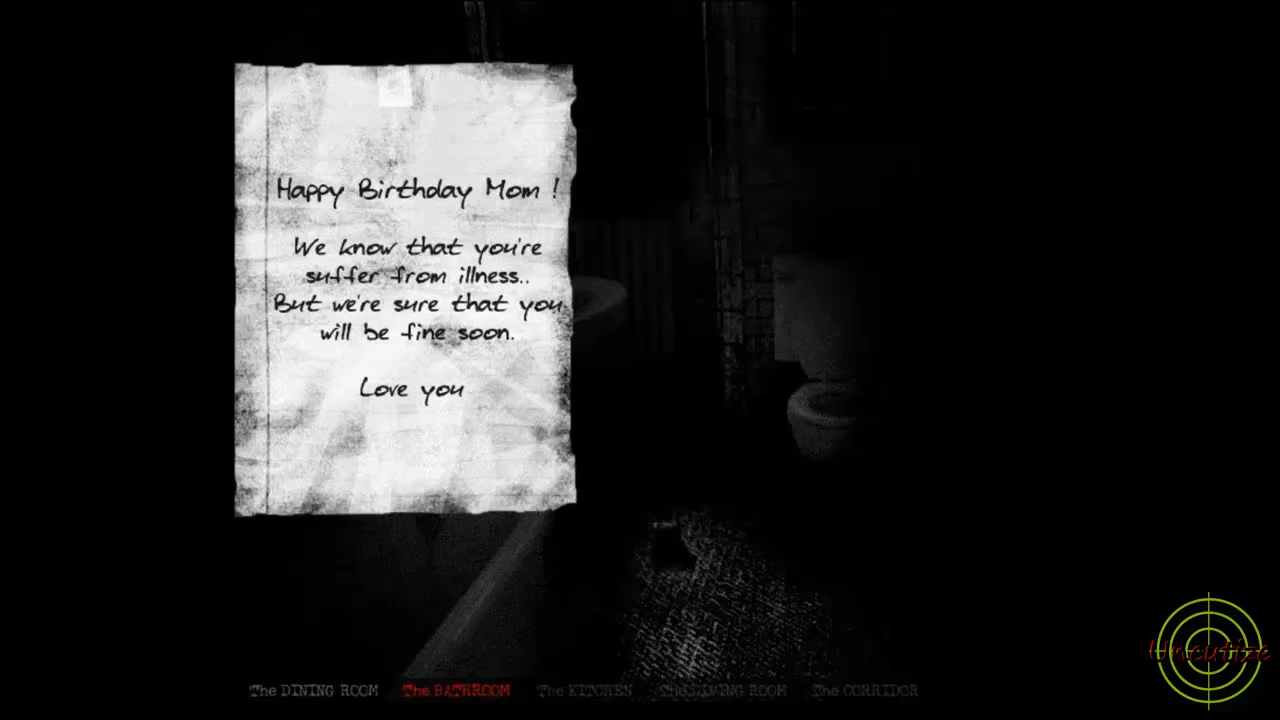 Happy Birthday Mom !
We know that you're
suffer from illness..
But we're sure that you
will be fine soon.
Love you
The DINING ROOM The BATHROOM The KITCHEN The LIVING ROOM The CORRIDOR
Uncutize